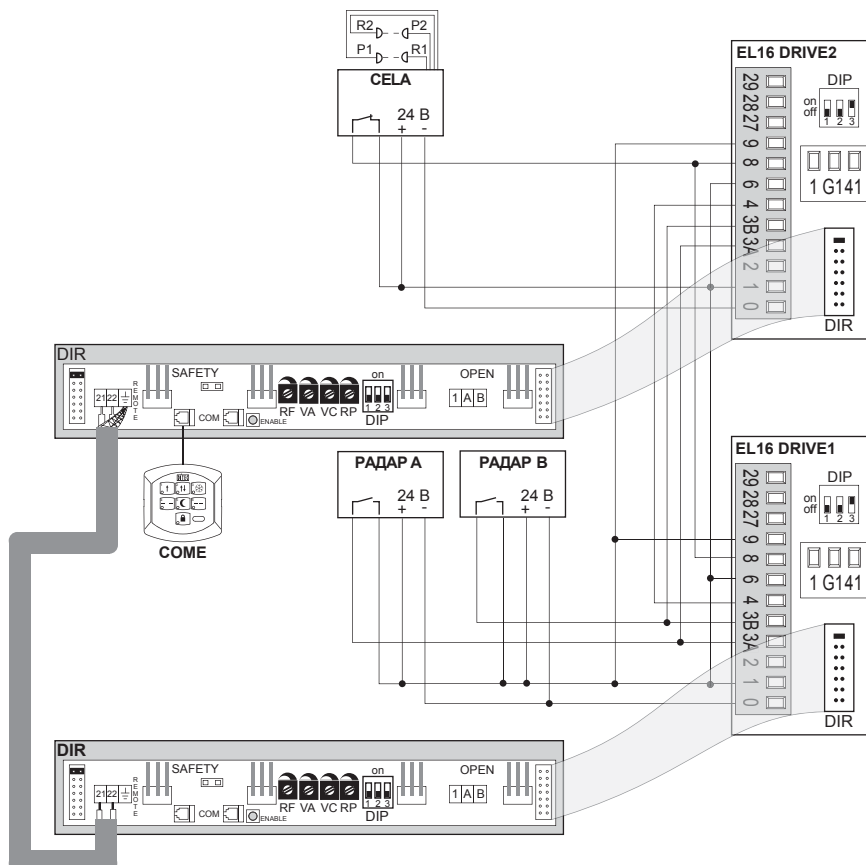 R2 P2
P1 R1
CELA
24 В
+ -
EL16 DRIVE2
29
28
27
9
8
6
4
3B
3A
2
1
0
DIP
on
off
1 2 3
1 G141
DIR
DIR
SAFETY
21 22
REMOTE
COM
ENABLE
RF VA VC RP
on
1 2 3
DIP
OPEN
1 A B
COME
РАДАР А
24 В
+ -
РАДАР В
24 В
+ -
EL16 DRIVE1
29
28
27
9
8
6
4
3B
3A
2
1
0
DIP
on
off
1 2 3
1 G141
DIR
DIR
SAFETY
21 22
REMOTE
COM
ENABLE
RF VA VC RP
on
1 2 3
DIP
OPEN
1 A B